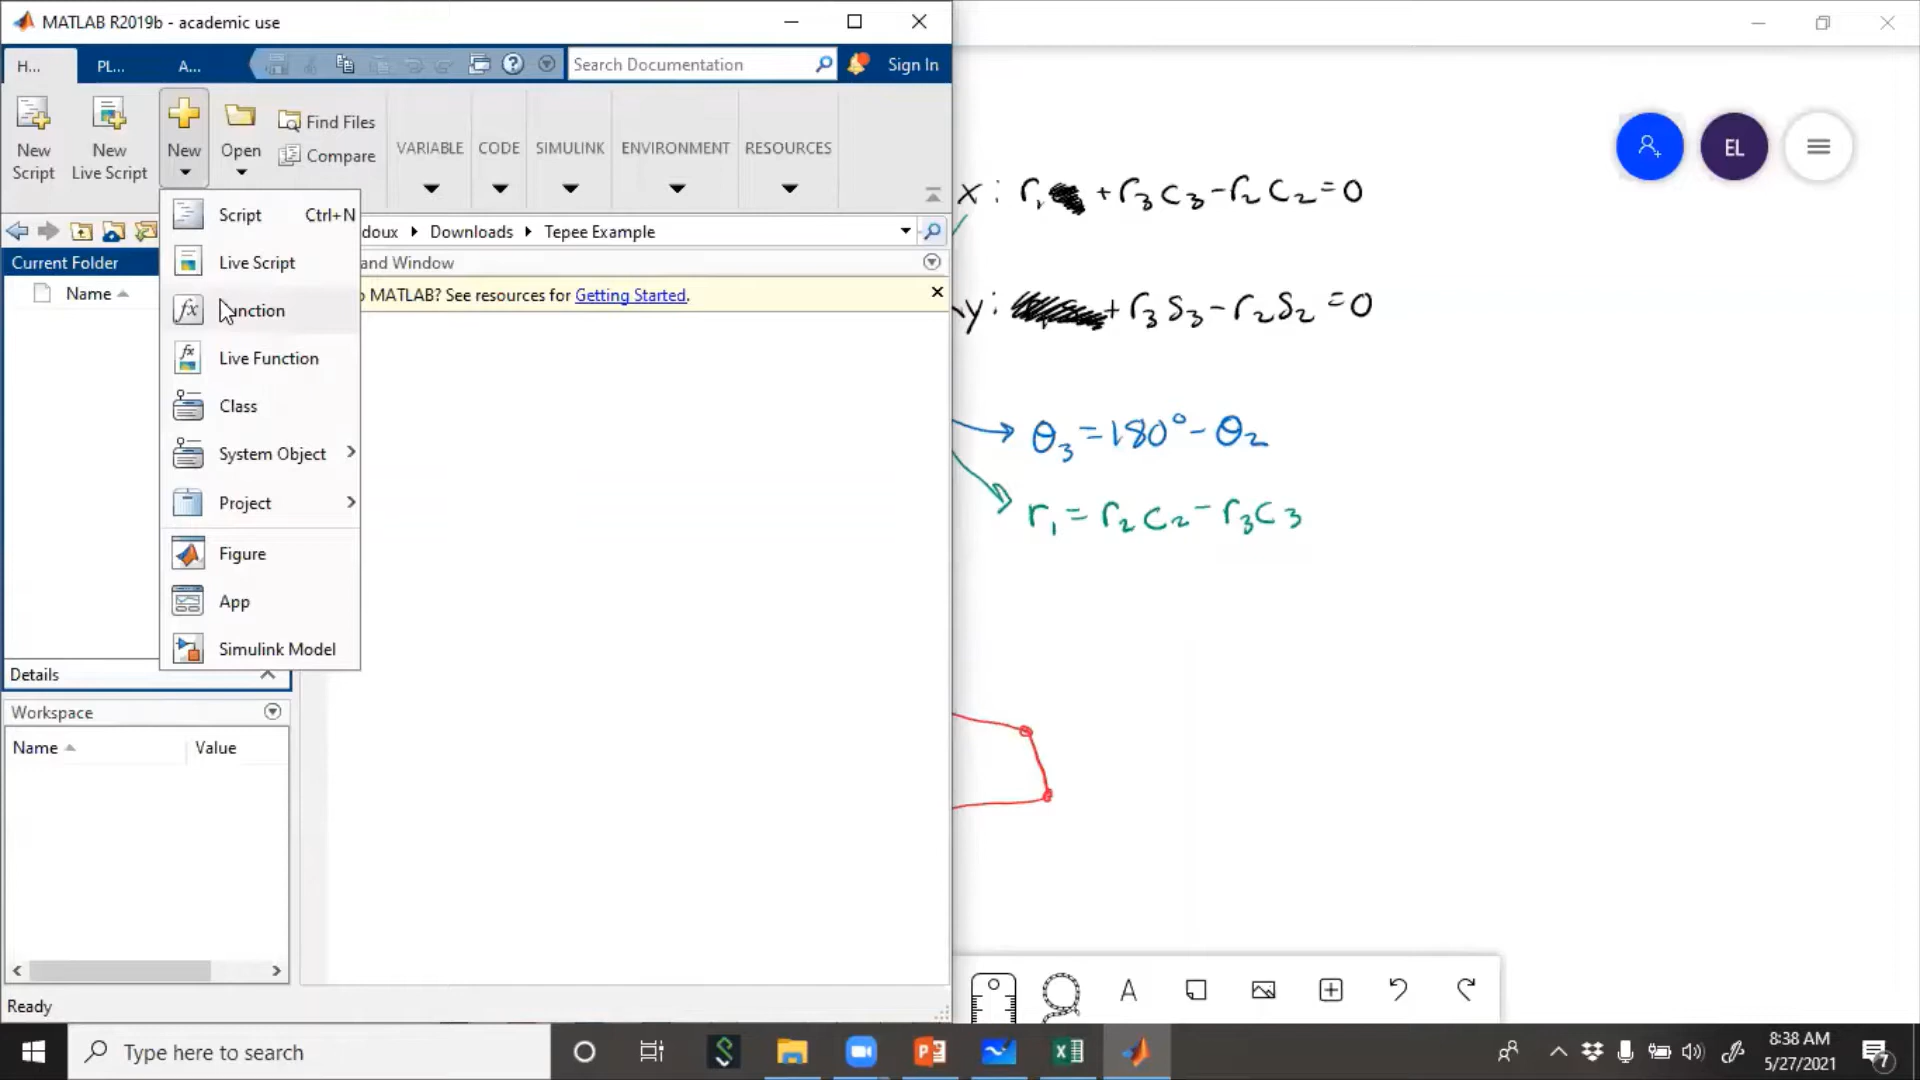 MATLAB R2019b - academic use
H...
PL...
A...
Search Documentation
Sign In
New Script
New Live Script
New
Open
Find Files
Compare
VARIABLE
CODE
SIMULINK
ENVIRONMENT
RESOURCES
doux
Downloads
Tepee Example
Script Ctrl+N
Live Script
nction
Live Function
Class
System Object
Project
Figure
App
Simulink Model
Current Folder
Name
and Window
MATLAB? See resources for Getting Started.
Details
Workspace
Name
Value
Ready
EL
x: r₁ + r₃c₃ - r₂c₂ = 0
y: + r₃s₃ - r₂s₂ = 0
θ₃ = 180° - θ₂
r₁ = r₂c₂ - r₃c₃
A
Type here to search
8:38 AM
5/27/2021
7